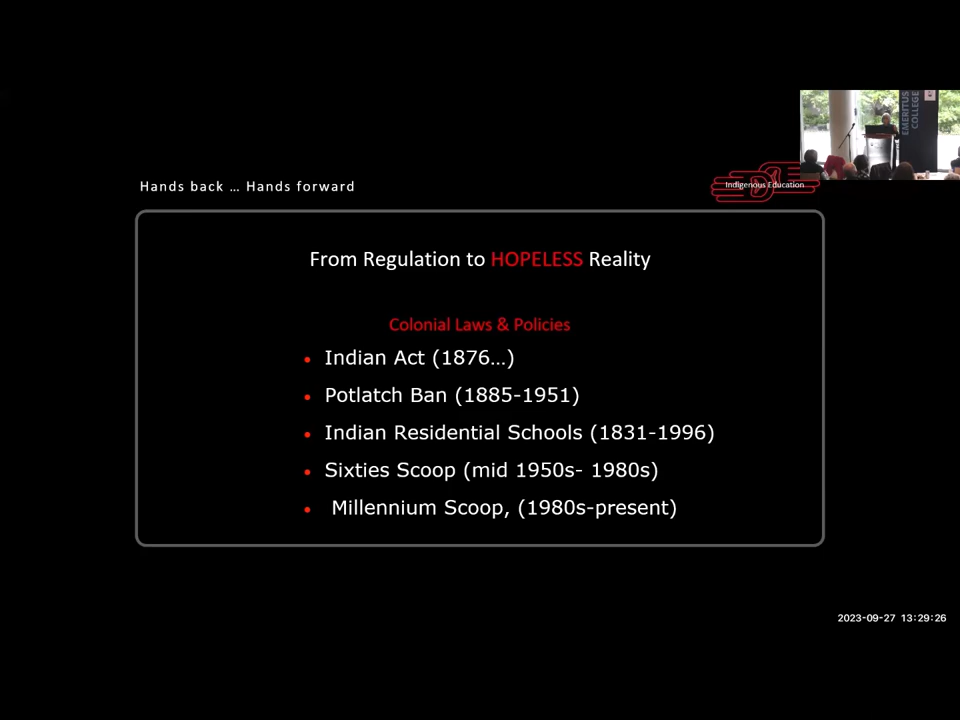 EMERITUS
COLLEGE
Hands back … Hands forward
Indigenous Education
From Regulation to HOPELESS Reality
Colonial Laws & Policies
• Indian Act (1876…)
• Potlatch Ban (1885-1951)
• Indian Residential Schools (1831-1996)
• Sixties Scoop (mid 1950s- 1980s)
• Millennium Scoop, (1980s-present)
2023-09-27 13:29:26